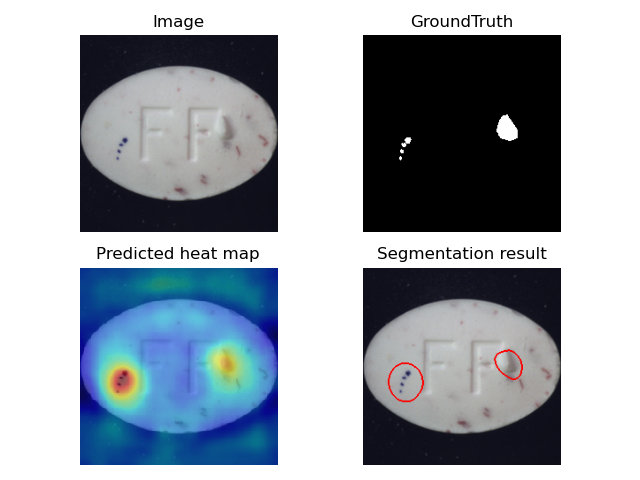 Image
GroundTruth
FF
Predicted heat map
FF
Segmentation result
FF